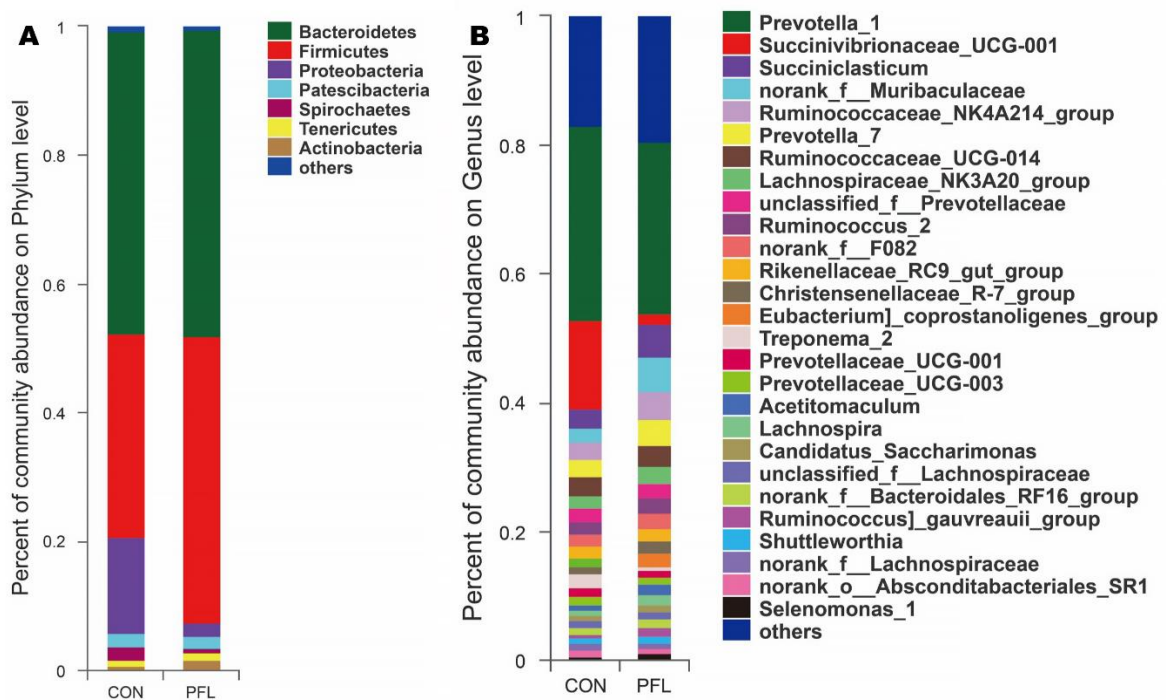 A
Percent of community abundance on Phylum level
1
0.8
0.6
0.4
0.2
0
CON
PFL
Bacteroidetes
Firmicutes
Proteobacteria
Patescibacteria
Spirochaetes
Tenericutes
Actinobacteria
others
B
Percent of community abundance on Genus level
1
0.8
0.6
0.4
0.2
0
CON
PFL
Prevotella_1
Succinivibrionaceae_UCG-001
Succiniclasticum
norank_f__Muribaculaceae
Ruminococcaceae_NK4A214_group
Prevotella_7
Ruminococcaceae_UCG-014
Lachnospiraceae_NK3A20_group
unclassified_f__Prevotellaceae
Ruminococcus_2
norank_f__F082
Rikenellaceae_RC9_gut_group
Christensenellaceae_R-7_group
Eubacterium]_coprostanoligenes_group
Treponema_2
Prevotellaceae_UCG-001
Prevotellaceae_UCG-003
Acetitomaculum
Lachnospira
Candidatus_Saccharimonas
unclassified_f__Lachnospiraceae
norank_f__Bacteroidales_RF16_group
Ruminococcus]_gauvreauii_group
Shuttleworthia
norank_f__Lachnospiraceae
norank_o__Absconditabacteriales_SR1
Selenomonas_1
others